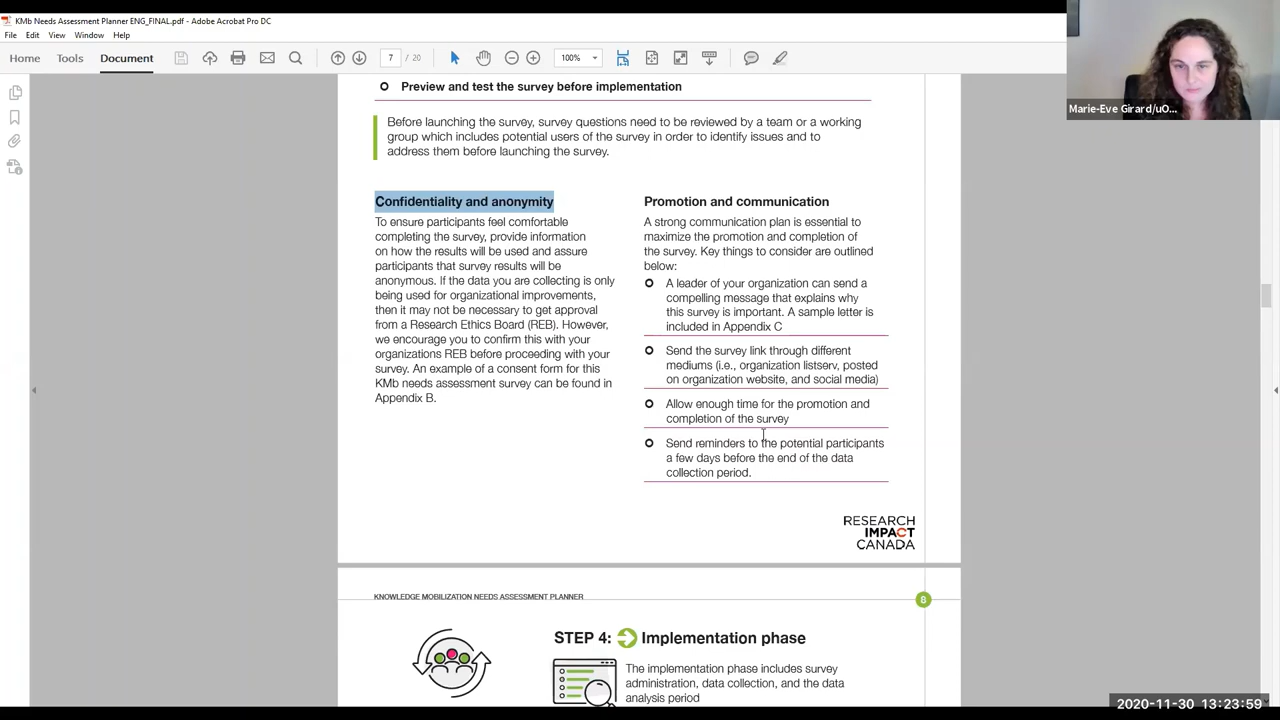 KMb Needs Assessment Planner ENG_FINAL.pdf - Adobe Acrobat Pro DC
File Edit View Window Help
Home Tools Document 7 / 20 100%
Marie-Eve Girard/uO...
Preview and test the survey before implementation
Before launching the survey, survey questions need to be reviewed by a team or a working
group which includes potential users of the survey in order to identify issues and to
address them before launching the survey.
Confidentiality and anonymity
To ensure participants feel comfortable
completing the survey, provide information
on how the results will be used and assure
participants that survey results will be
anonymous. If the data you are collecting is only
being used for organizational improvements,
then it may not be necessary to get approval
from a Research Ethics Board (REB). However,
we encourage you to confirm this with your
organizations REB before proceeding with your
survey. An example of a consent form for this
KMb needs assessment survey can be found in
Appendix B.
Promotion and communication
A strong communication plan is essential to
maximize the promotion and completion of
the survey. Key things to consider are outlined
below:
A leader of your organization can send a
compelling message that explains why
this survey is important. A sample letter is
included in Appendix C
Send the survey link through different
mediums (i.e., organization listserv, posted
on organization website, and social media)
Allow enough time for the promotion and
completion of the survey
Send reminders to the potential participants
a few days before the end of the data
collection period.
RESEARCH
IMPACT
CANADA
KNOWLEDGE MOBILIZATION NEEDS ASSESSMENT PLANNER
8
STEP 4: Implementation phase
The implementation phase includes survey
administration, data collection, and the data
analysis period
2020-11-30 13:23:59